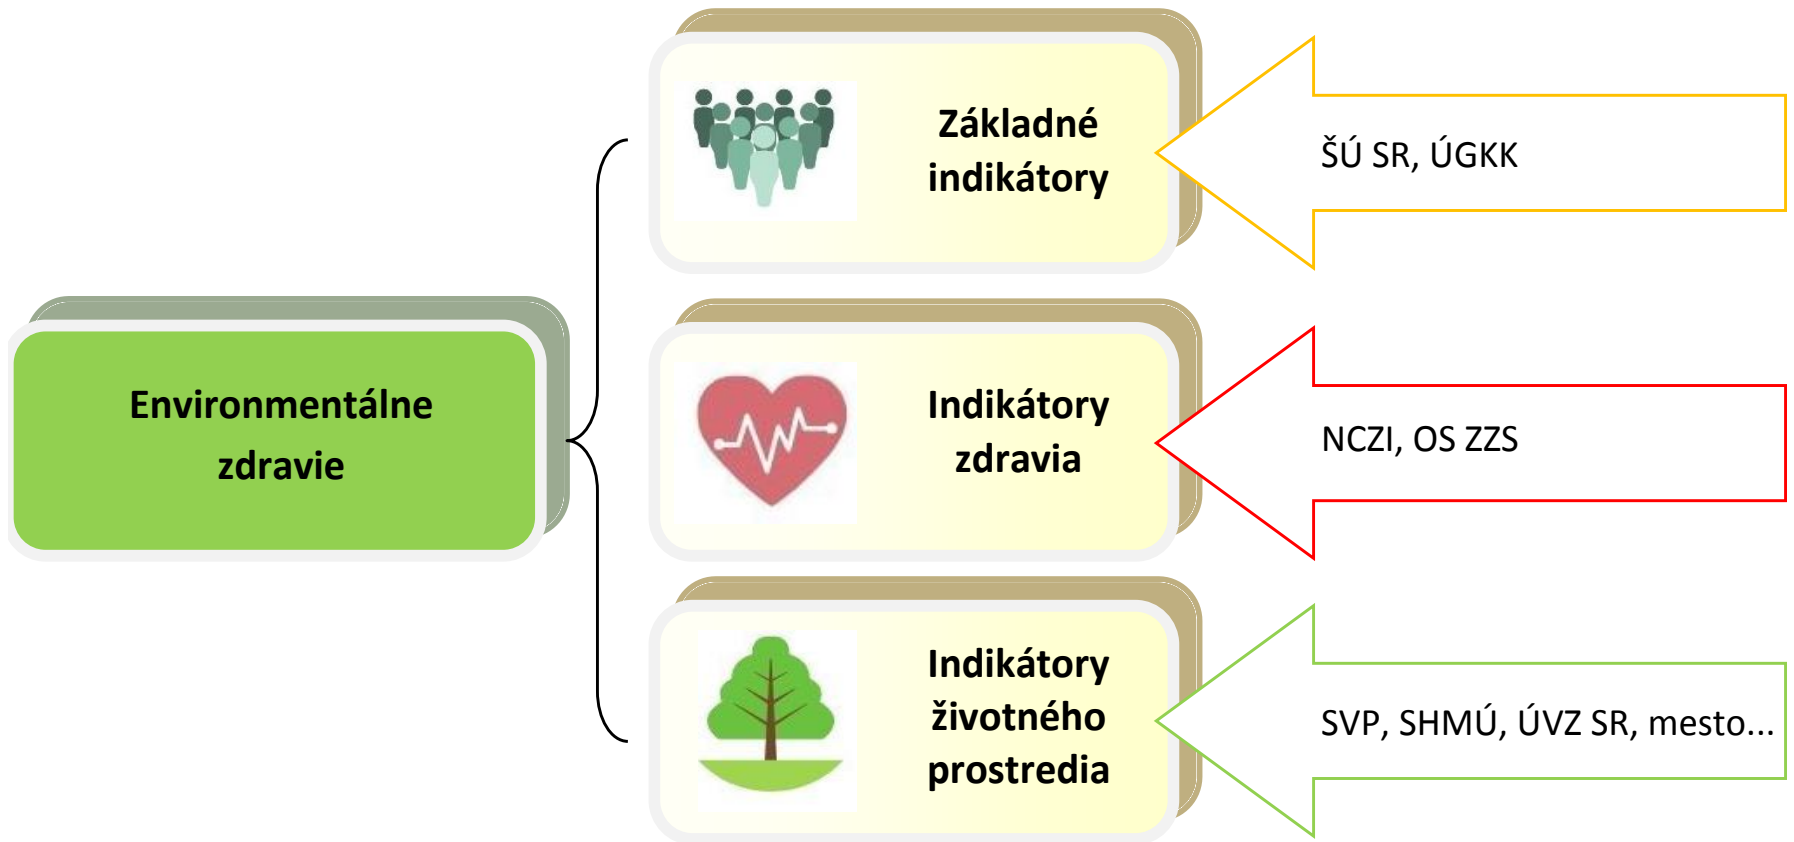 Environmentálne
zdravie
Základné
indikátory
ŠÚ SR, ÚGKK
Indikátory
zdravia
NCZI, OS ZZS
Indikátory
životného
prostredia
SVP, SHMÚ, ÚVZ SR, mesto...